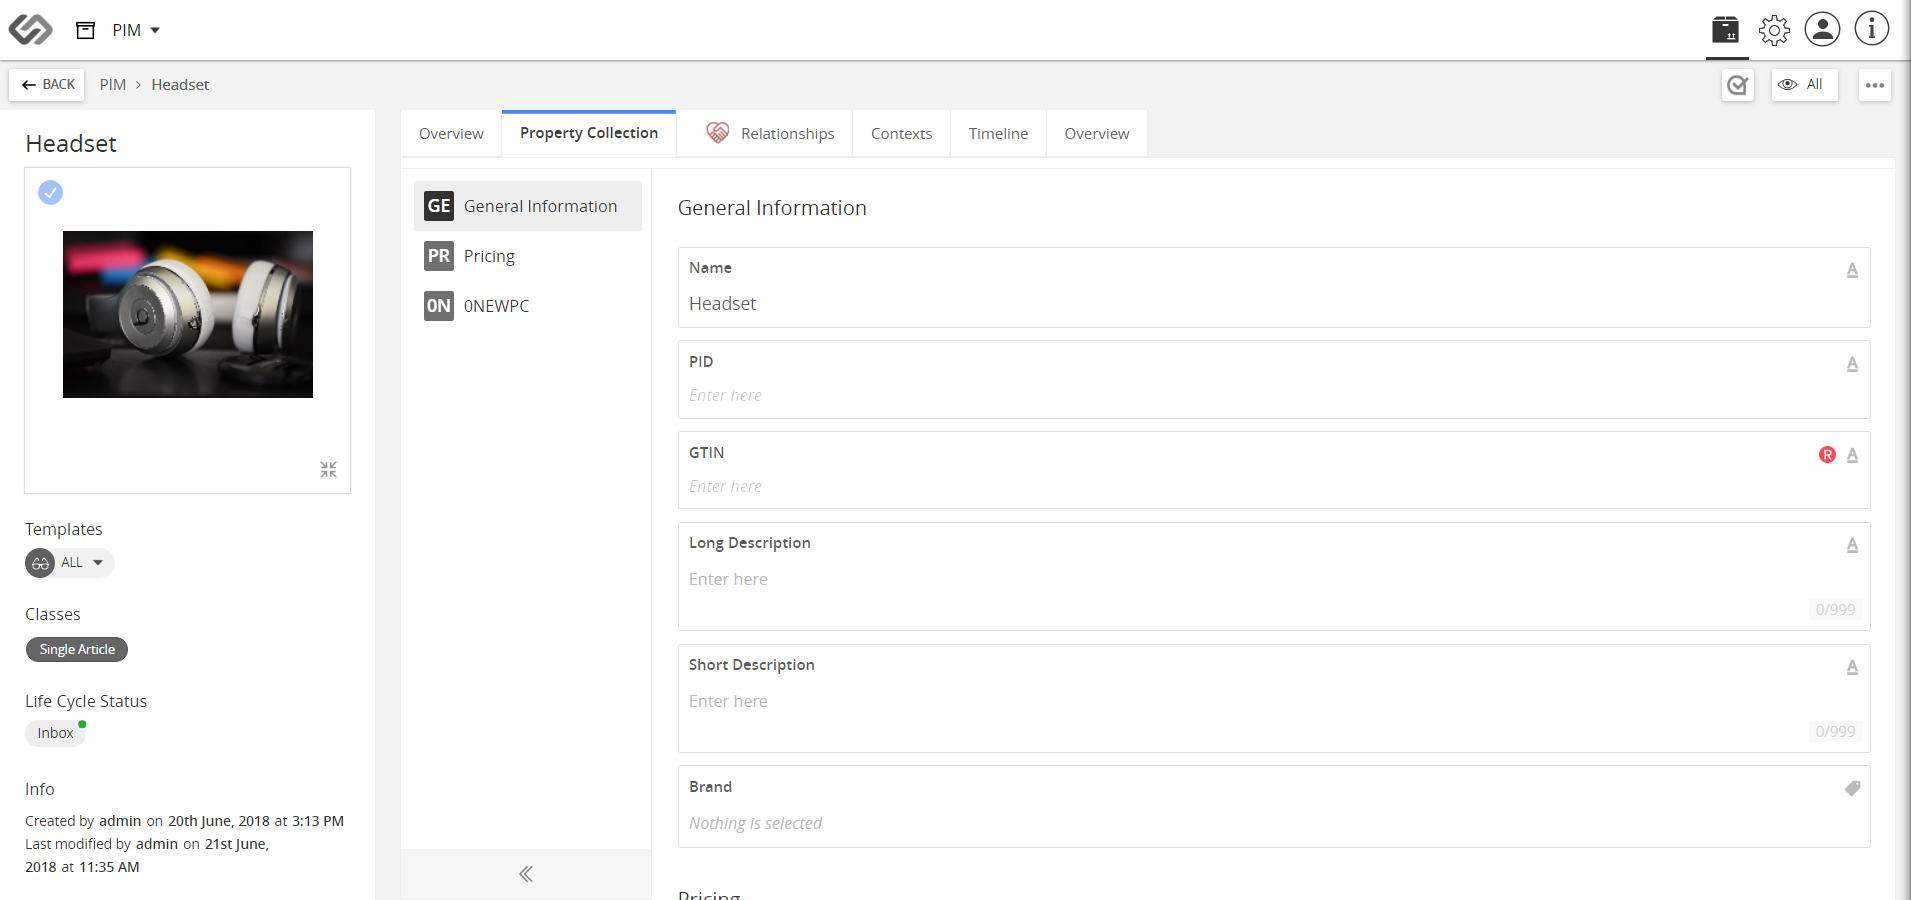 PIM
BACK
PIM > Headset
All
Headset
Templates
ALL
Classes
Single Article
Life Cycle Status
Inbox
Info
Created by admin on 20th June, 2018 at 3:13 PM
Last modified by admin on 21st June,
2018 at 11:35 AM
Overview
Property Collection
Relationships
Contexts
Timeline
Overview
GE General Information
PR Pricing
0N 0NEWPC
General Information
Name
A
Headset
PID
A
Enter here
GTIN
R A
Enter here
Long Description
A
Enter here
0/999
Short Description
A
Enter here
0/999
Brand
Nothing is selected
Pricing